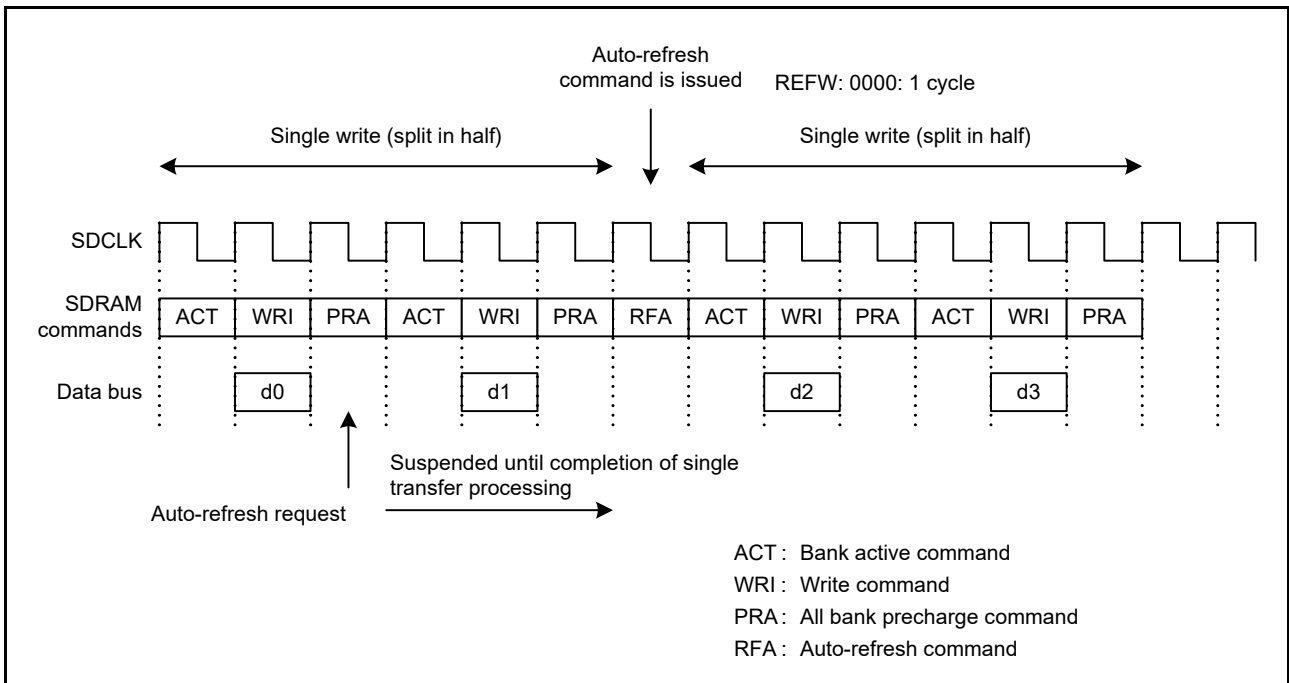 Auto-refresh
command is issued
REFW: 0000: 1 cycle
Single write (split in half)
Single write (split in half)
SDCLK
SDRAM
commands
ACT WRI PRA ACT WRI PRA RFA ACT WRI PRA ACT WRI PRA
Data bus
d0 d1 d2 d3
Suspended until completion of single
transfer processing
Auto-refresh request
ACT : Bank active command
WRI : Write command
PRA : All bank precharge command
RFA : Auto-refresh command